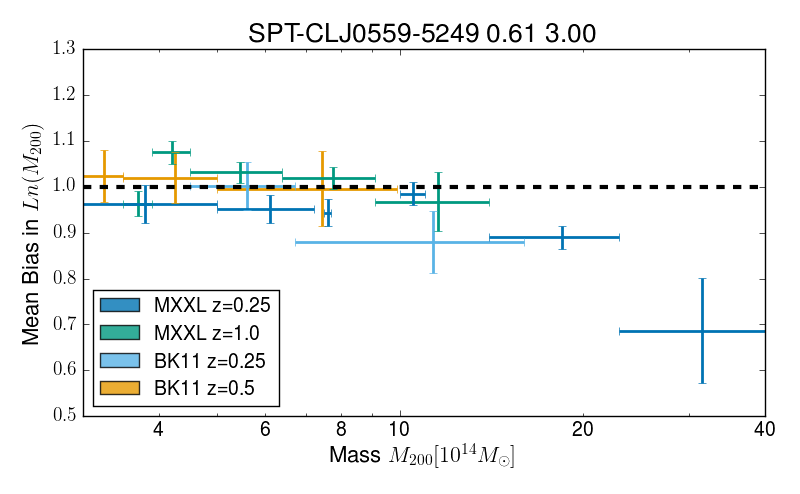 SPT-CLJ0559-5249 0.61 3.00
1.3
1.2
1.1
1.0
0.9
0.8
0.7
0.6
0.5
Mean Bias in Ln(M₂₀₀)
MXXL z=0.25
MXXL z=1.0
BK11 z=0.25
BK11 z=0.5
4 6 8 10 20 40
Mass M₂₀₀[10¹⁴M☉]